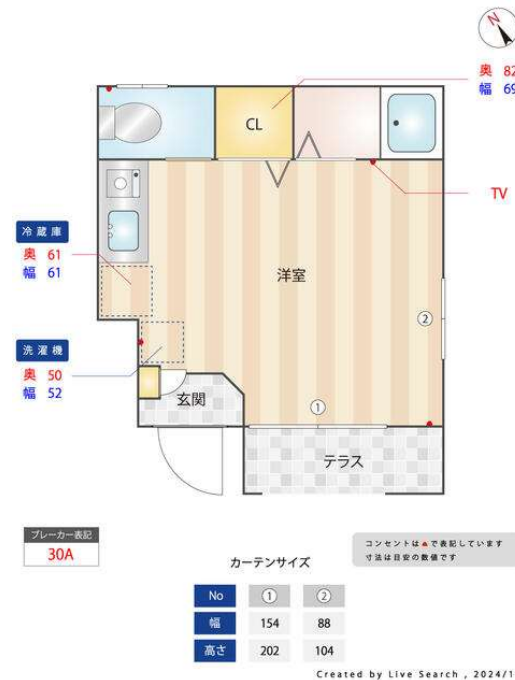 N
奥 82
幅 69
CL
TV
冷蔵庫
奥 61
幅 61
洋室
②
洗濯機
奥 50
幅 52
玄関
①
テラス
ブレーカー表記
30A
コンセントは▲で表記しています
寸法は目安の数値です
カーテンサイズ
No ① ②
幅 154 88
高さ 202 104
Created by Live Search , 2024/1